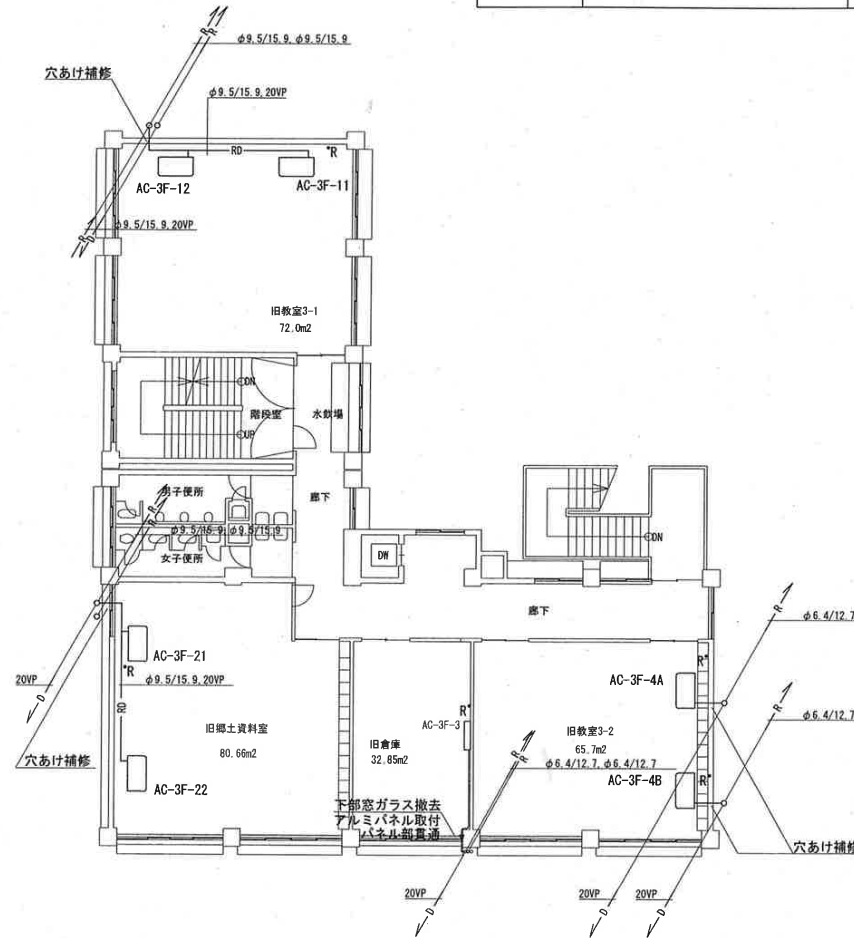 R
R
φ9.5/15.9, φ9.5/15.9
穴あけ補修
φ9.5/15.9, 20VP
RD
*R
AC-3F-12
AC-3F-11
R
D
φ9.5/15.9, 20VP
旧教室3-1
72.0m2
DN
階段室
水飲場
UP
男子便所
R
R
廊下
φ9.5/15.9, φ9.5/15.9
女子便所
DW
DN
廊下
R
φ6.4/12.7
AC-3F-21
*R
R*
AC-3F-4A
20VP
D
φ9.5/15.9, 20VP
RD
R*
R
φ6.4/12.7
旧郷土資料室
80.66m2
AC-3F-3
旧倉庫
32.85m2
旧教室3-2
65.7m2
R
R
φ6.4/12.7, φ6.4/12.7
穴あけ補修
AC-3F-22
AC-3F-4B
R*
下部窓ガラス撤去
アルミパネル取付
パネル部貫通
穴あけ補修
20VP
D
20VP
D
20VP
D